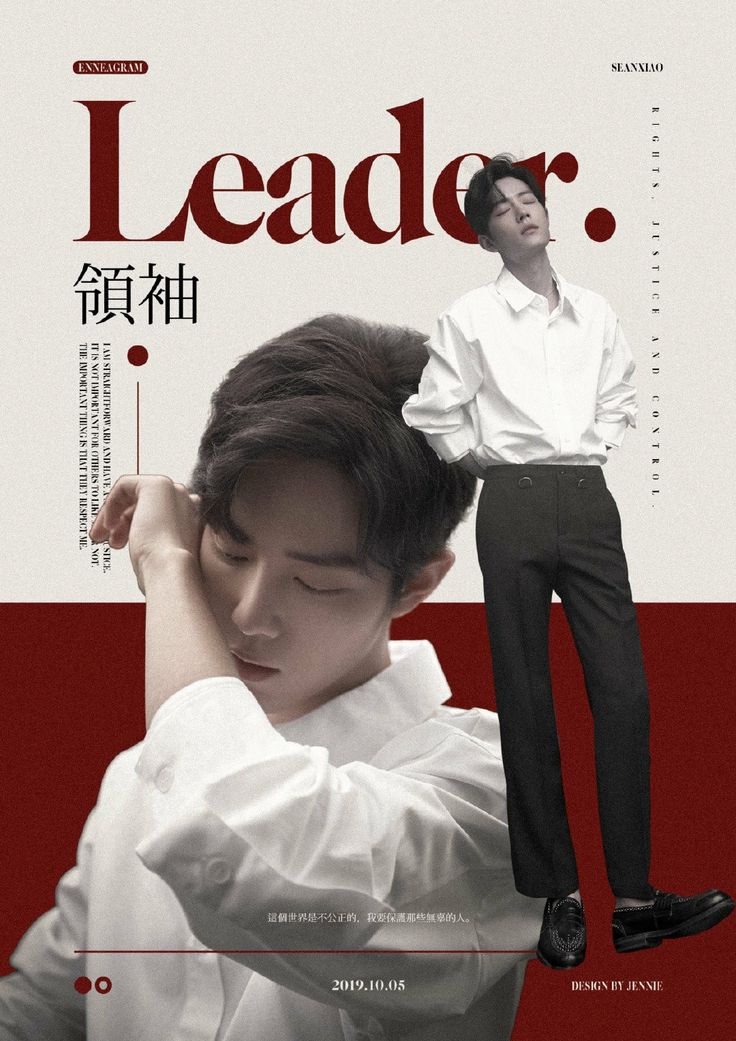 ENNEAGRAM
SEANXIAO
Leader.
領袖
RIGHTS. JUSTICE AND CONTROL.
I AM STRAIGHTFORWARD AND HAVE A
USTICE.
IT IS NOT IMPORTANT FOR OTHERS TO LIKE
R NOT.
THE IMPORTANT THING IS THAT THEY RESPECT ME.
這個世界是不公正的，我要保護那些無辜的人。
2019.10.05
DESIGN BY JENNIE